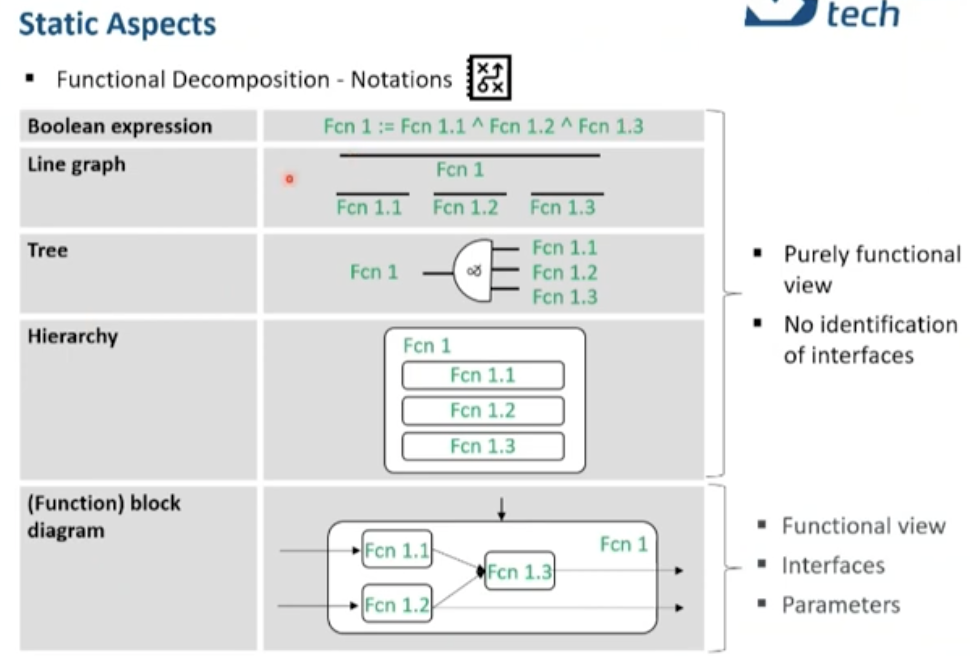 Static Aspects
tech
▪ Functional Decomposition - Notations
Boolean expression
Fcn 1 := Fcn 1.1 ^ Fcn 1.2 ^ Fcn 1.3
Line graph
Fcn 1
Fcn 1.1 Fcn 1.2 Fcn 1.3
Tree
Fcn 1
&
Fcn 1.1
Fcn 1.2
Fcn 1.3
Hierarchy
Fcn 1
Fcn 1.1
Fcn 1.2
Fcn 1.3
▪ Purely functional
view
▪ No identification
of interfaces
(Function) block
diagram
Fcn 1
Fcn 1.1
Fcn 1.3
Fcn 1.2
▪ Functional view
▪ Interfaces
▪ Parameters